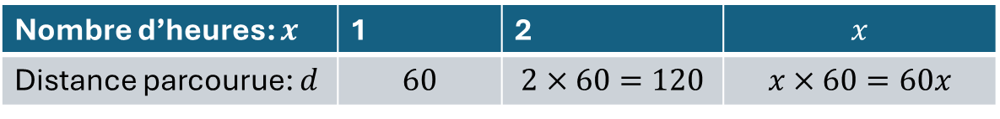 Nombre d’heures: x 1 2 x
Distance parcourue: d 60 2 × 60 = 120 x × 60 = 60x